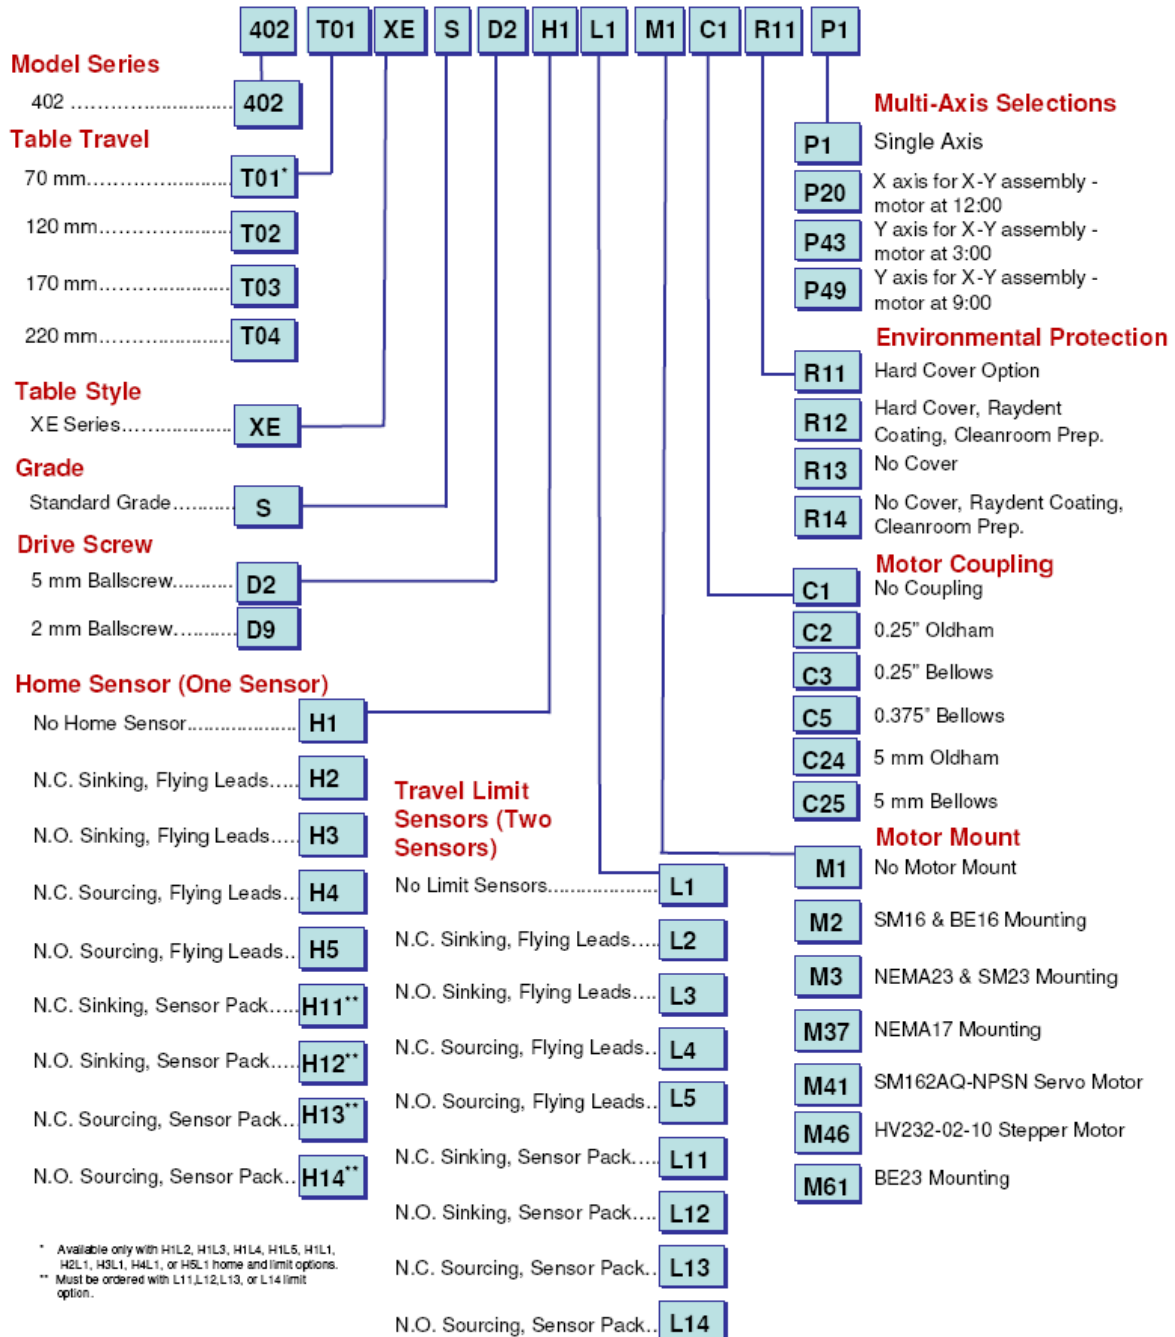 402 T01 XE S D2 H1 L1 M1 C1 R11 P1
Model Series
402 .............................. 402
Table Travel
70 mm.......................... T01*
120 mm........................ T02
170 mm........................ T03
220 mm........................ T04
Table Style
XE Series.................... XE
Grade
Standard Grade........... S
Drive Screw
5 mm Ballscrew........... D2
2 mm Ballscrew........... D9
Home Sensor (One Sensor)
No Home Sensor.................... H1
N.C. Sinking, Flying Leads..... H2
N.O. Sinking, Flying Leads..... H3
N.C. Sourcing, Flying Leads... H4
N.O. Sourcing, Flying Leads.. H5
N.C. Sinking, Sensor Pack..... H11**
N.O. Sinking, Sensor Pack..... H12**
N.C. Sourcing, Sensor Pack... H13**
N.O. Sourcing, Sensor Pack.. H14**
* Available only with H1L2, H1L3, H1L4, H1L5, H1L1,
H2L1, H3L1, H4L1, or H5L1 home and limit options.
** Must be ordered with L11,L12,L13, or L14 limit
option.
Travel Limit
Sensors (Two
Sensors)
No Limit Sensors.................... L1
N.C. Sinking, Flying Leads..... L2
N.O. Sinking, Flying Leads L3
N.C. Sourcing, Flying Leads.. L4
N.O. Sourcing, Flying Leads.. L5
N.C. Sinking, Sensor Pack.... L11
N.O. Sinking, Sensor Pack.... L12
N.C. Sourcing, Sensor Pack.. L13
N.O. Sourcing, Sensor Pack.. L14
Multi-Axis Selections
P1 Single Axis
P20 X axis for X-Y assembly -
motor at 12:00
P43 Y axis for X-Y assembly -
motor at 3:00
P49 Y axis for X-Y assembly -
motor at 9:00
Environmental Protection
R11 Hard Cover Option
R12 Hard Cover, Raydent
Coating, Cleanroom Prep.
R13 No Cover
R14 No Cover, Raydent Coating,
Cleanroom Prep.
Motor Coupling
C1 No Coupling
C2 0.25" Oldham
C3 0.25" Bellows
C5 0.375" Bellows
C24 5 mm Oldham
C25 5 mm Bellows
Motor Mount
M1 No Motor Mount
M2 SM16 & BE16 Mounting
M3 NEMA23 & SM23 Mounting
M37 NEMA17 Mounting
M41 SM162AQ-NPSN Servo Motor
M46 HV232-02-10 Stepper Motor
M61 BE23 Mounting